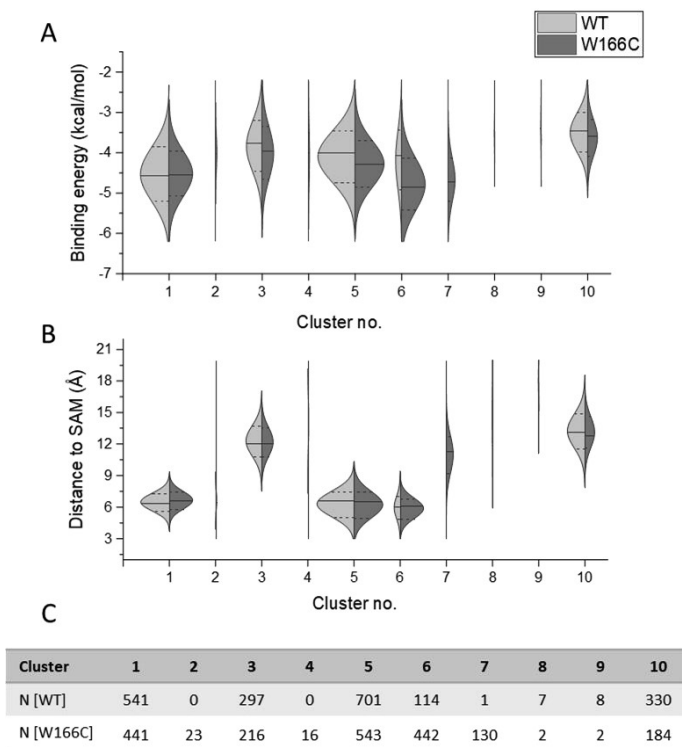 A
WT
W166C
Binding energy (kcal/mol)
-2
-3
-4
-5
-6
-7
1 2 3 4 5 6 7 8 9 10
Cluster no.
B
Distance to SAM (Å)
21
18
15
12
9
6
3
1 2 3 4 5 6 7 8 9 10
Cluster no.
C
Cluster 1 2 3 4 5 6 7 8 9 10
N [WT] 541 0 297 0 701 114 1 7 8 330
N [W166C] 441 23 216 16 543 442 130 2 2 184